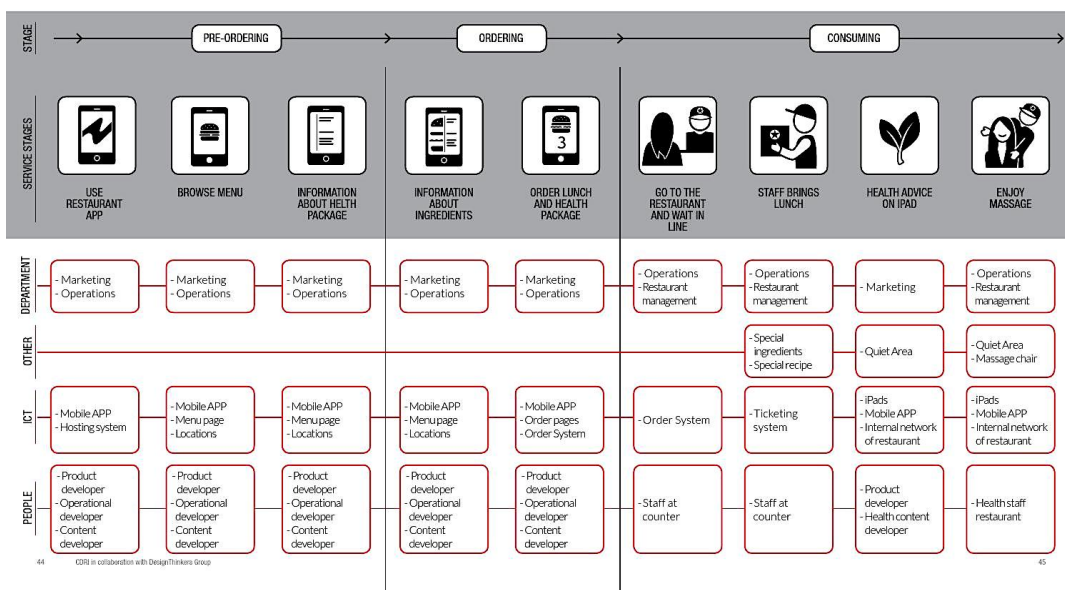 STAGE
PRE-ORDERING
ORDERING
CONSUMING
SERVICE STAGES
3
USE
RESTAURANT
APP
BROWSE MENU
INFORMATION
ABOUT HELTH
PACKAGE
INFORMATION
ABOUT
INGREDIENTS
ORDER LUNCH
AND HEALTH
PACKAGE
GO TO THE
RESTAURANT
AND WAIT IN
LINE
STAFF BRINGS
LUNCH
HEALTH ADVICE
ON IPAD
ENJOY
MASSAGE
DEPARTMENT
- Marketing
- Operations
- Marketing
- Operations
- Marketing
- Operations
- Marketing
- Operations
- Marketing
- Operations
- Operations
- Restaurant
management
- Operations
- Restaurant
management
- Marketing
- Operations
- Restaurant
management
OTHER
- Special
ingredients
- Special recipe
- Quiet Area
- Quiet Area
- Massage chair
ICT
- Mobile APP
- Hosting system
- Mobile APP
- Menu page
- Locations
- Mobile APP
- Menu page
- Locations
- Mobile APP
- Menu page
- Locations
- Mobile APP
- Order pages
- Order System
- Order System
- Ticketing
system
- iPads
- Mobile APP
- Internal network
of restaurant
- iPads
- Mobile APP
- Internal network
of restaurant
PEOPLE
- Product
developer
- Operational
developer
- Content
developer
- Product
developer
- Operational
developer
- Content
developer
- Product
developer
- Operational
developer
- Content
developer
- Product
developer
- Operational
developer
- Content
developer
- Product
developer
- Operational
developer
- Content
developer
- Staff at
counter
- Staff at
counter
- Product
developer
- Health content
developer
- Health staff
restaurant
44
CDRI in collaboration with DesignThinkers Group
45